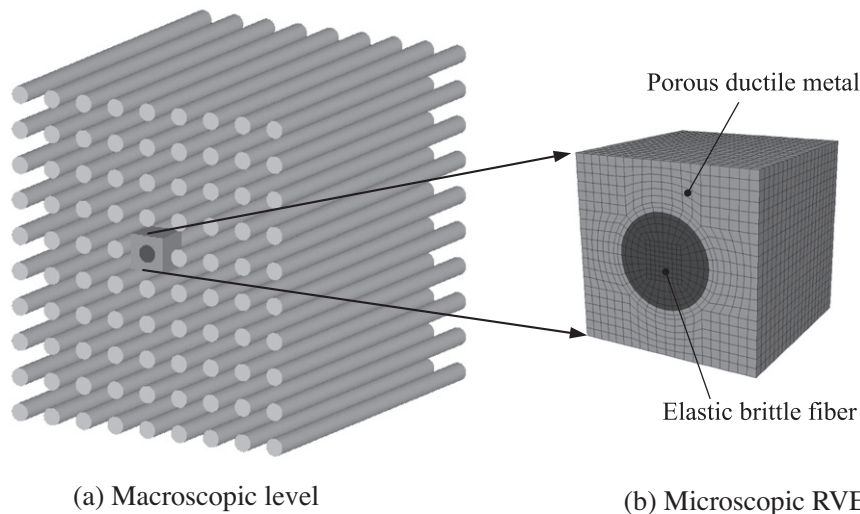 Porous ductile metal
Elastic brittle fiber
(a) Macroscopic level
(b) Microscopic RVE